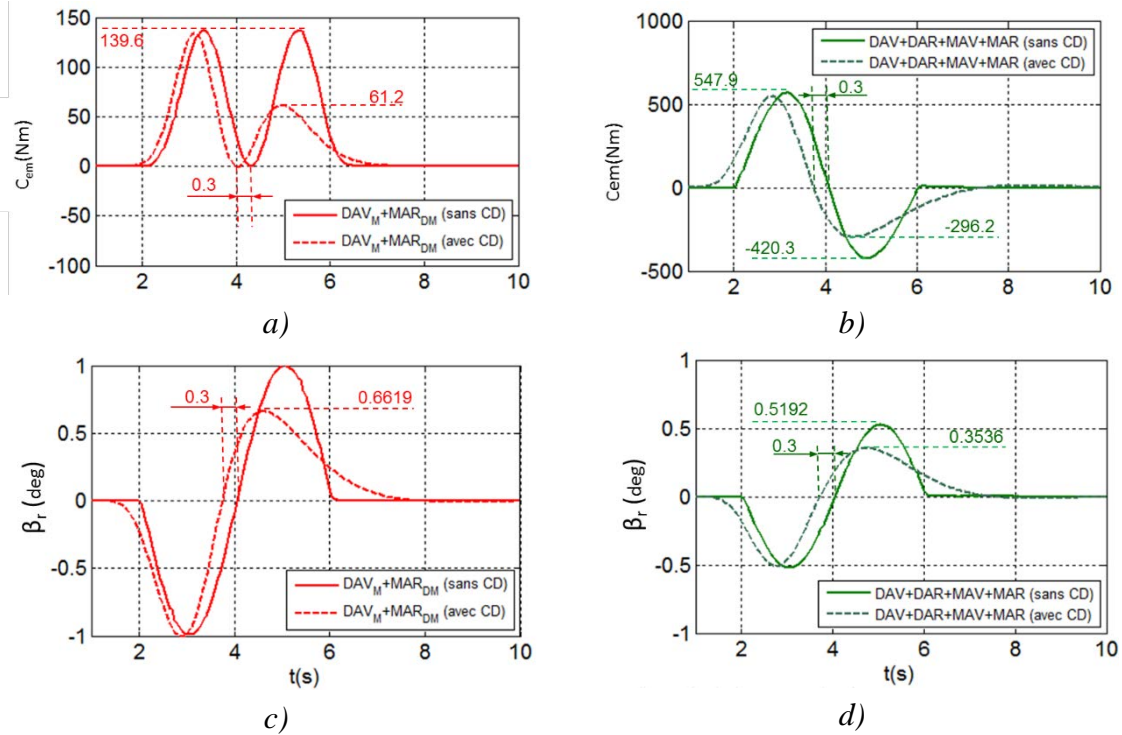 150
139.6
100
61.2
50
0
0.3
-50
-100
C_em(Nm)
DAV_M+MAR_DM (sans CD)
DAV_M+MAR_DM (avec CD)
2 4 6 8 10
a)
1000
DAV+DAR+MAV+MAR (sans CD)
DAV+DAR+MAV+MAR (avec CD)
547.9
0.3
500
0
-296.2
-420.3
-500
Cem(Nm)
2 4 6 8 10
b)
1
0.3
0.6619
0.5
0
-0.5
-1
β_r (deg)
DAV_M+MAR_DM (sans CD)
DAV_M+MAR_DM (avec CD)
2 4 6 8 10
t(s)
c)
1
0.5192
0.5
0.3
0.3536
0
-0.5
-1
β_r (deg)
DAV+DAR+MAV+MAR (sans CD)
DAV+DAR+MAV+MAR (avec CD)
2 4 6 8 10
t(s)
d)